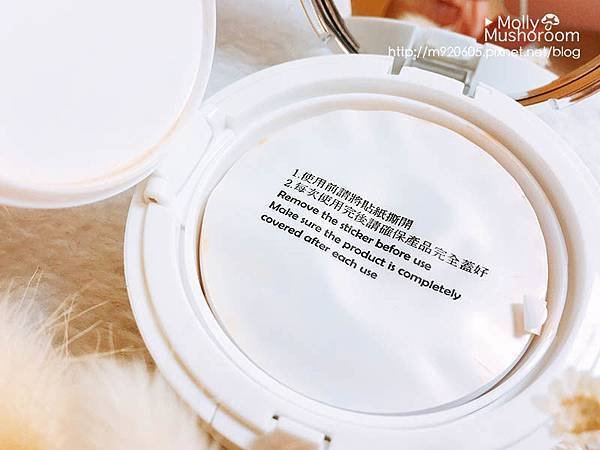 Molly
Mushoroom
http://m920605.pixnet.net/blog
1.使用前請將貼紙撕開
2.每次使用完後請確保產品完全蓋好
Remove the sticker before use
Make sure the product is completely
covered after each use